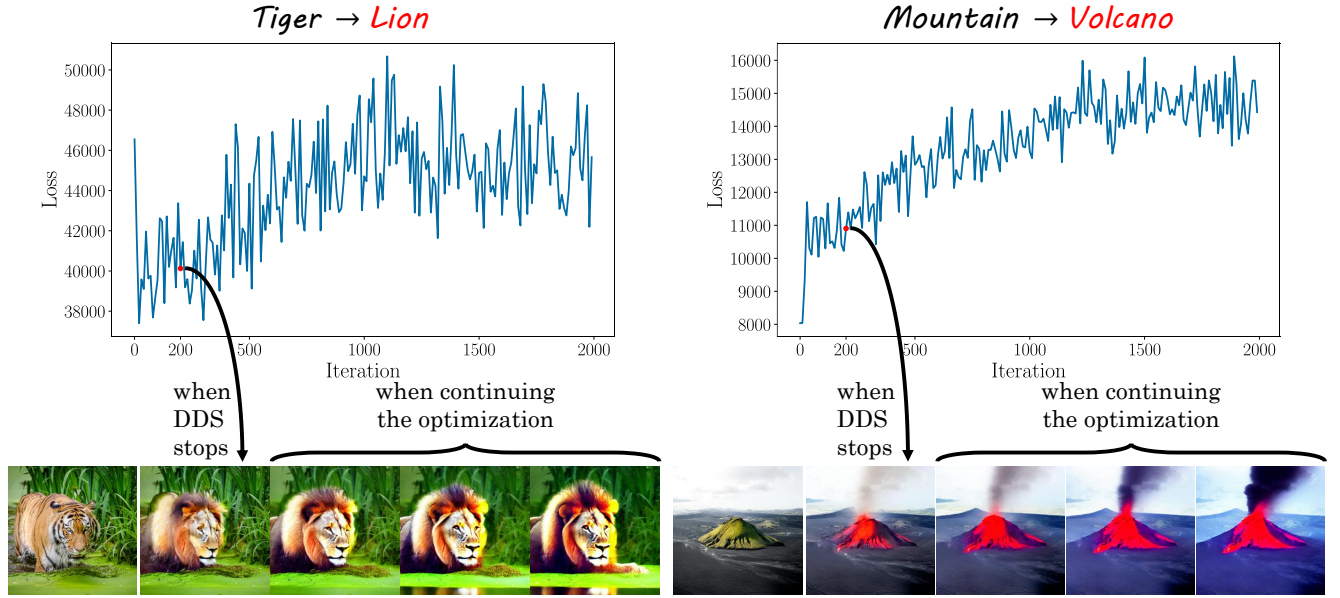 Tiger → Lion
50000
48000
46000
44000
42000
40000
38000
Loss
0
200
500
1000
1500
2000
Iteration
when
DDS
stops
when continuing
the optimization
Mountain → Volcano
16000
15000
14000
13000
12000
11000
10000
9000
8000
Loss
0
200
500
1000
1500
2000
Iteration
when
DDS
stops
when continuing
the optimization